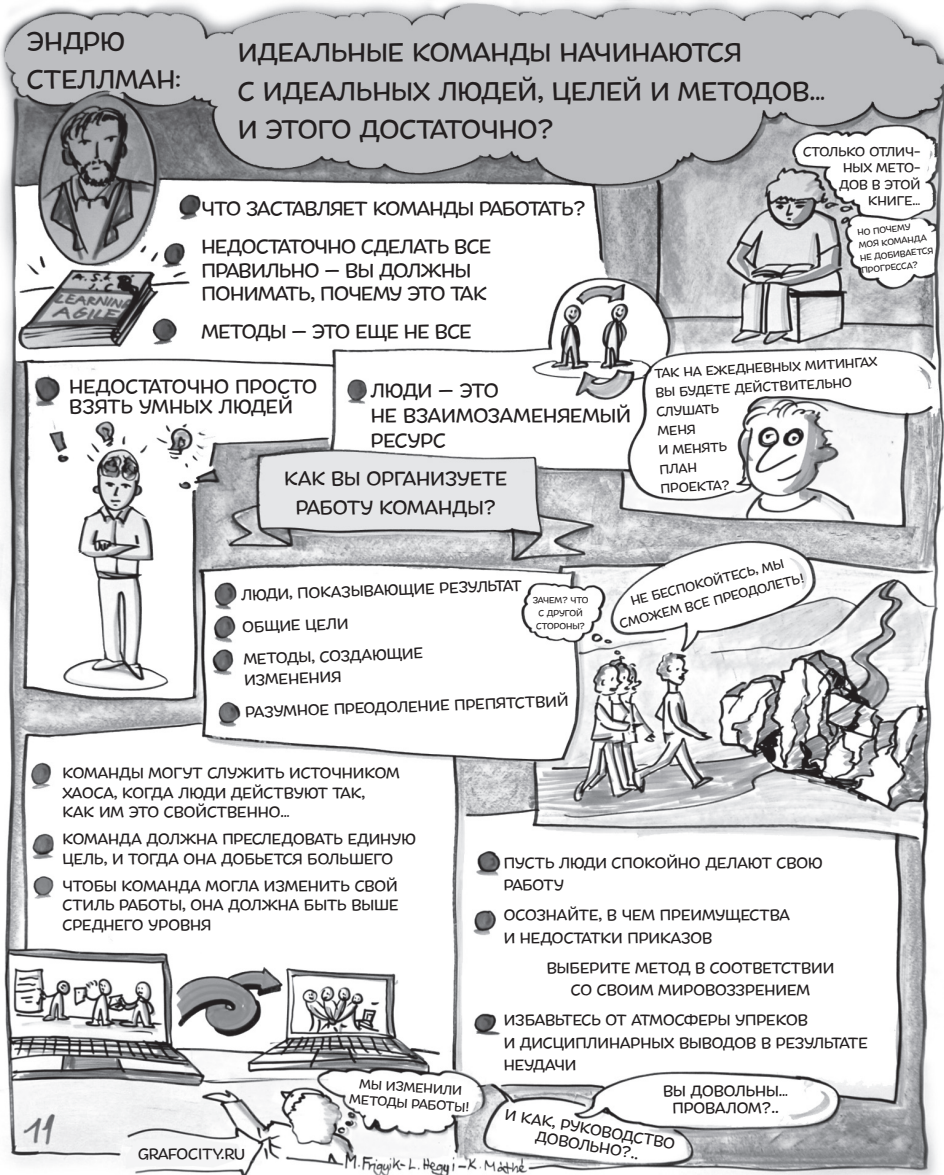 ЭНДРЮ
СТЕЛЛМАН:
ИДЕАЛЬНЫЕ КОМАНДЫ НАЧИНАЮТСЯ
С ИДЕАЛЬНЫХ ЛЮДЕЙ, ЦЕЛЕЙ И МЕТОДОВ...
И ЭТОГО ДОСТАТОЧНО?
СТОЛЬКО ОТЛИЧ-
НЫХ МЕТО-
ДОВ В ЭТОЙ
КНИГЕ...
НО ПОЧЕМУ
МОЯ КОМАНДА
НЕ ДОБИВАЕТСЯ
ПРОГРЕССА?
ЧТО ЗАСТАВЛЯЕТ КОМАНДЫ РАБОТАТЬ?
НЕДОСТАТОЧНО СДЕЛАТЬ ВСЕ
ПРАВИЛЬНО — ВЫ ДОЛЖНЫ
ПОНИМАТЬ, ПОЧЕМУ ЭТО ТАК
МЕТОДЫ — ЭТО ЕЩЕ НЕ ВСЕ
LEARNING
AGILE
НЕДОСТАТОЧНО ПРОСТО
ВЗЯТЬ УМНЫХ ЛЮДЕЙ
ЛЮДИ — ЭТО
НЕ ВЗАИМОЗАМЕНЯЕМЫЙ
РЕСУРС
ТАК НА ЕЖЕДНЕВНЫХ МИТИНГАХ
ВЫ БУДЕТЕ ДЕЙСТВИТЕЛЬНО
СЛУШАТЬ
МЕНЯ
И МЕНЯТЬ
ПЛАН
ПРОЕКТА?
КАК ВЫ ОРГАНИЗУЕТЕ
РАБОТУ КОМАНДЫ?
ЛЮДИ, ПОКАЗЫВАЮЩИЕ РЕЗУЛЬТАТ
ОБЩИЕ ЦЕЛИ
МЕТОДЫ, СОЗДАЮЩИЕ
ИЗМЕНЕНИЯ
РАЗУМНОЕ ПРЕОДОЛЕНИЕ ПРЕПЯТСТВИЙ
ЗАЧЕМ? ЧТО
С ДРУГОЙ
СТОРОНЫ?
НЕ БЕСПОКОЙТЕСЬ, МЫ
СМОЖЕМ ВСЕ ПРЕОДОЛЕТЬ!
КОМАНДЫ МОГУТ СЛУЖИТЬ ИСТОЧНИКОМ
ХАОСА, КОГДА ЛЮДИ ДЕЙСТВУЮТ ТАК,
КАК ИМ ЭТО СВОЙСТВЕННО...
КОМАНДА ДОЛЖНА ПРЕСЛЕДОВАТЬ ЕДИНУЮ
ЦЕЛЬ, И ТОГДА ОНА ДОБЬЕТСЯ БОЛЬШЕГО
ЧТОБЫ КОМАНДА МОГЛА ИЗМЕНИТЬ СВОЙ
СТИЛЬ РАБОТЫ, ОНА ДОЛЖНА БЫТЬ ВЫШЕ
СРЕДНЕГО УРОВНЯ
ПУСТЬ ЛЮДИ СПОКОЙНО ДЕЛАЮТ СВОЮ
РАБОТУ
ОСОЗНАЙТЕ, В ЧЕМ ПРЕИМУЩЕСТВА
И НЕДОСТАТКИ ПРИКАЗОВ
ВЫБЕРИТЕ МЕТОД В СООТВЕТСТВИИ
СО СВОИМ МИРОВОЗЗРЕНИЕМ
ИЗБАВЬТЕСЬ ОТ АТМОСФЕРЫ УПРЕКОВ
И ДИСЦИПЛИНАРНЫХ ВЫВОДОВ В РЕЗУЛЬТАТЕ
НЕУДАЧИ
МЫ ИЗМЕНИЛИ
МЕТОДЫ РАБОТЫ!
И КАК, РУКОВОДСТВО
ДОВОЛЬНО?..
ВЫ ДОВОЛЬНЫ...
ПРОВАЛОМ?..
11
GRAFOCITY.RU
M. Frigyik - L. Hegyi - K. Máthé